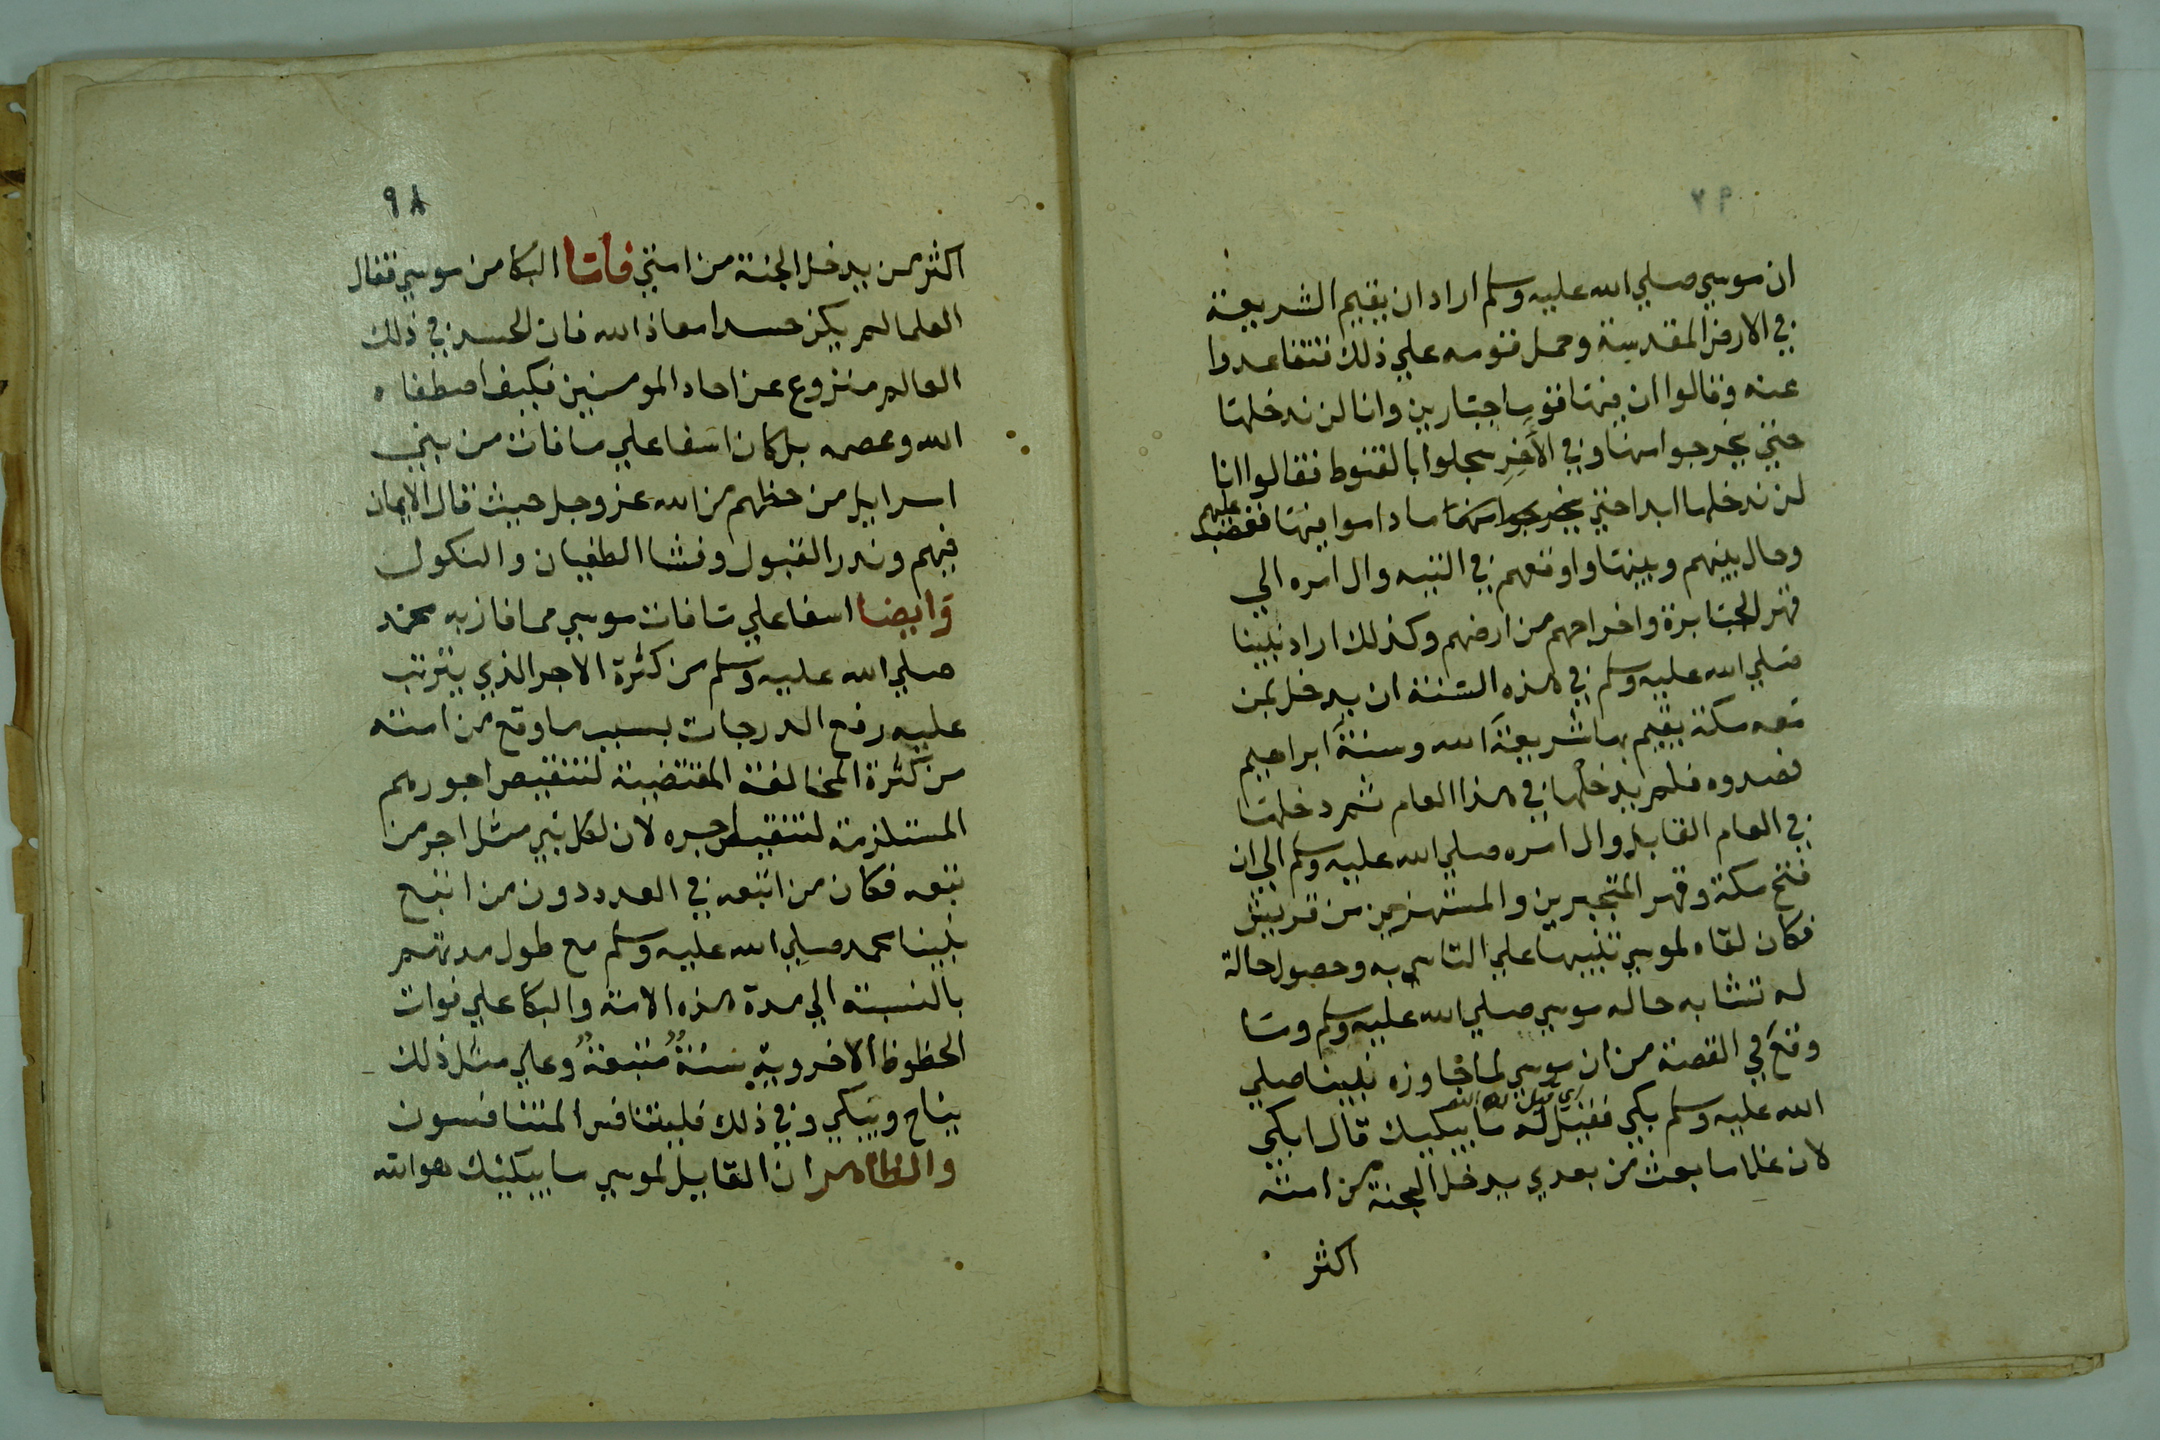 ٩٧
ان موسي صلي الله عليه وسلم اراد ان يقيم الشريعة
في الارض المقدسة وحمل قومه علي ذلك فتقاعدوا
عنه وقالوا ان فيها قوما جبارين وانا لن ندخلها
حتي يخرجوا منها وفي الآخر سجلوا بالقنوط فقالوا انا
لن ندخلها ابدا حتي يخرجوا منها ما داموا فيها فغضب عليهم
وحال بينهم وبينها واوقعهم في التيه وال امره الي
قهر الجبابرة واخراجهم من ارضهم وكذلك اراد نبينا
صلي الله عليه وسلم في هذه السنة ان يدخل بمن
معه مكة يقيم بها شريعة الله وسنة ابراهيم
فصدوه فلم يدخلها في هذا العام ثم دخلها
في العام القابل وال امره صلي الله عليه وسلم الي ان
فتح مكة وقهر المتجبرين والمستهزين من قريش
فكان لقاه لموسي تنبيها علي التاسي به وحصول حالة
له تشابه حاله موسي صلي الله عليه وسلم وما
وقع في القصة من ان موسي لما جاوزه نبينا صلي
الله عليه وسلم بكي فقيل له ما يبكيك قال ابكي
لان غلاما بعث من بعدي يدخل الجنة من امته
اكثر
٩٨
اكثر من يدخل الجنة من امتي فاما البكا من موسي فقال
العلما لم يكن حسدا معاذ الله فان الحسد في ذلك
العالم منزوع عن احاد المومنين فكيف اصطفاه
الله وعصمه بل كان اسفا علي ما فات من بني
اسرايل من حظهم من الله عز وجل حيث قال الايمان
فيهم وندر القبول وفشا الطغيان والنكول
وايضا اسفا علي ما فات موسي مما فاز به محمد
صلي الله عليه وسلم من كثرة الاجر الذي يترتب
عليه رفع الدرجات بسبب ما وقع من امته
من كثرة المخالفة المقتضية لتنقيص اجورهم
المستلزمة لتنقيص اجره لان لكل نبي مثل اجر من
تبعه فكان من اتبعه في العدد دون من اتبع
نبينا محمد صلي الله عليه وسلم مع طول مدتهم
بالنسبة الي مدة هذه الامة والبكا علي فوات
الحظوظ الاخروية سنة متبعة وعلي مثل ذلك
يناح ويبكي وفي ذلك فليتنافس المتنافسون
والظاهر ان القايل لموسي ما يبكيك هو الله